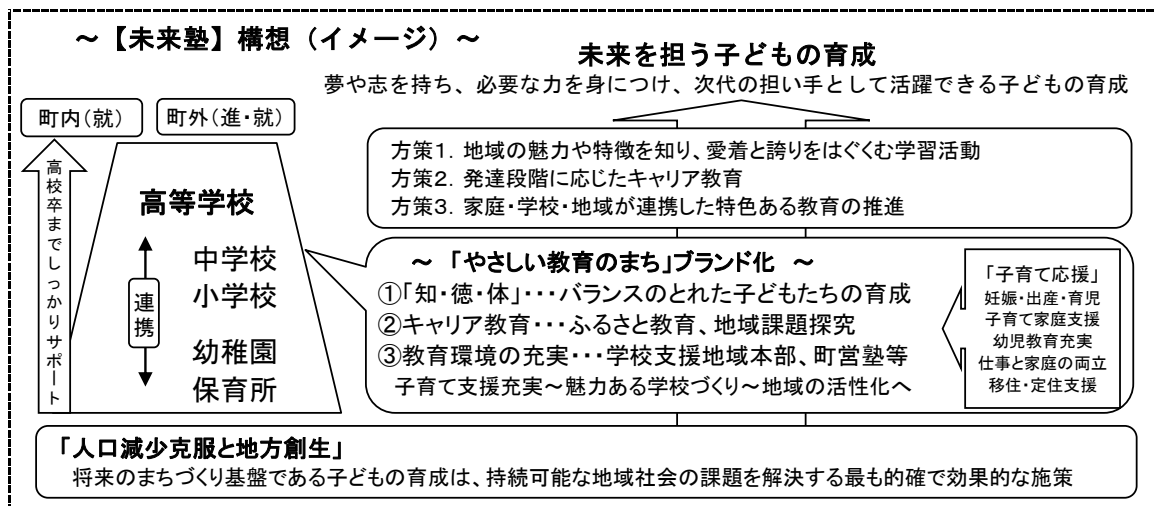 ～【未来塾】構想（イメージ）～
未来を担う子どもの育成
夢や志を持ち、必要な力を身につけ、次代の担い手として活躍できる子どもの育成
町内（就）
町外（進・就）
高校卒までしっかりサポート
高等学校
中学校
小学校
連携
幼稚園
保育所
方策１．地域の魅力や特徴を知り、愛着と誇りをはぐくむ学習活動
方策２．発達段階に応じたキャリア教育
方策３．家庭・学校・地域が連携した特色ある教育の推進
～「やさしい教育のまち」ブランド化～
①「知・徳・体」・・・バランスのとれた子どもたちの育成
②キャリア教育・・・ふるさと教育、地域課題探究
③教育環境の充実・・・学校支援地域本部、町営塾等
子育て支援充実～魅力ある学校づくり～地域の活性化へ
「子育て応援」
妊娠・出産・育児
子育て家庭支援
幼児教育充実
仕事と家庭の両立
移住・定住支援
「人口減少克服と地方創生」
将来のまちづくり基盤である子どもの育成は、持続可能な地域社会の課題を解決する最も的確で効果的な施策